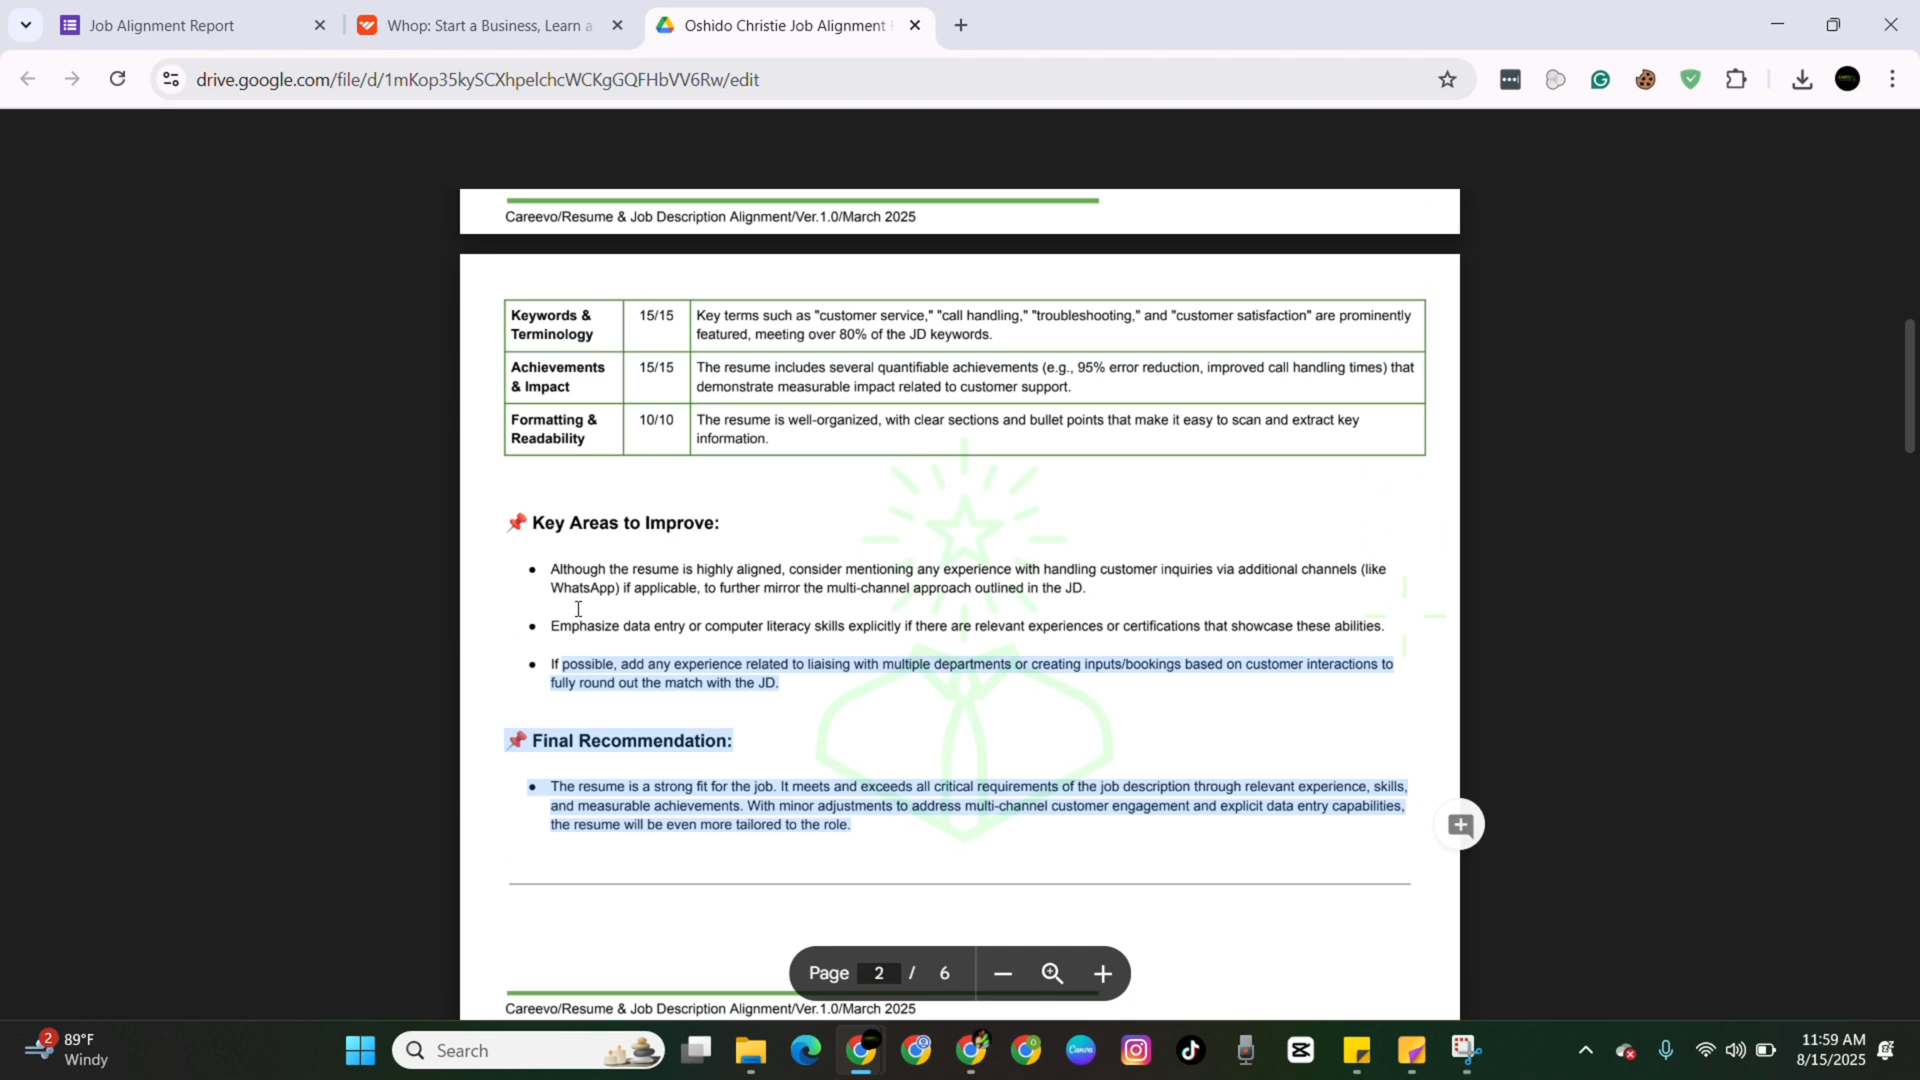 Job Alignment Report
Whop: Start a Business, Learn a
Oshido Christie Job Alignment
drive.google.com/file/d/1mKop35kySCXhpelchcWCKgGQFHbVV6Rw/edit
Careevo/Resume & Job Description Alignment/Ver.1.0/March 2025
Keywords & Terminology
15/15
Key terms such as "customer service," "call handling," "troubleshooting," and "customer satisfaction" are prominently
featured, meeting over 80% of the JD keywords.
Achievements & Impact
15/15
The resume includes several quantifiable achievements (e.g., 95% error reduction, improved call handling times) that
demonstrate measurable impact related to customer support.
Formatting & Readability
10/10
The resume is well-organized, with clear sections and bullet points that make it easy to scan and extract key
information.
📌 Key Areas to Improve:
● Although the resume is highly aligned, consider mentioning any experience with handling customer inquiries via additional channels (like
WhatsApp) if applicable, to further mirror the multi-channel approach outlined in the JD.
● Emphasize data entry or computer literacy skills explicitly if there are relevant experiences or certifications that showcase these abilities.
● If possible, add any experience related to liaising with multiple departments or creating inputs/bookings based on customer interactions to
fully round out the match with the JD.
📌 Final Recommendation:
● The resume is a strong fit for the job. It meets and exceeds all critical requirements of the job description through relevant experience, skills,
and measurable achievements. With minor adjustments to address multi-channel customer engagement and explicit data entry capabilities,
the resume will be even more tailored to the role.
Page 2 / 6
Careevo/Resume & Job Description Alignment/Ver.1.0/March 2025
2
89°F
Windy
Search
Canva
11:59 AM
8/15/2025